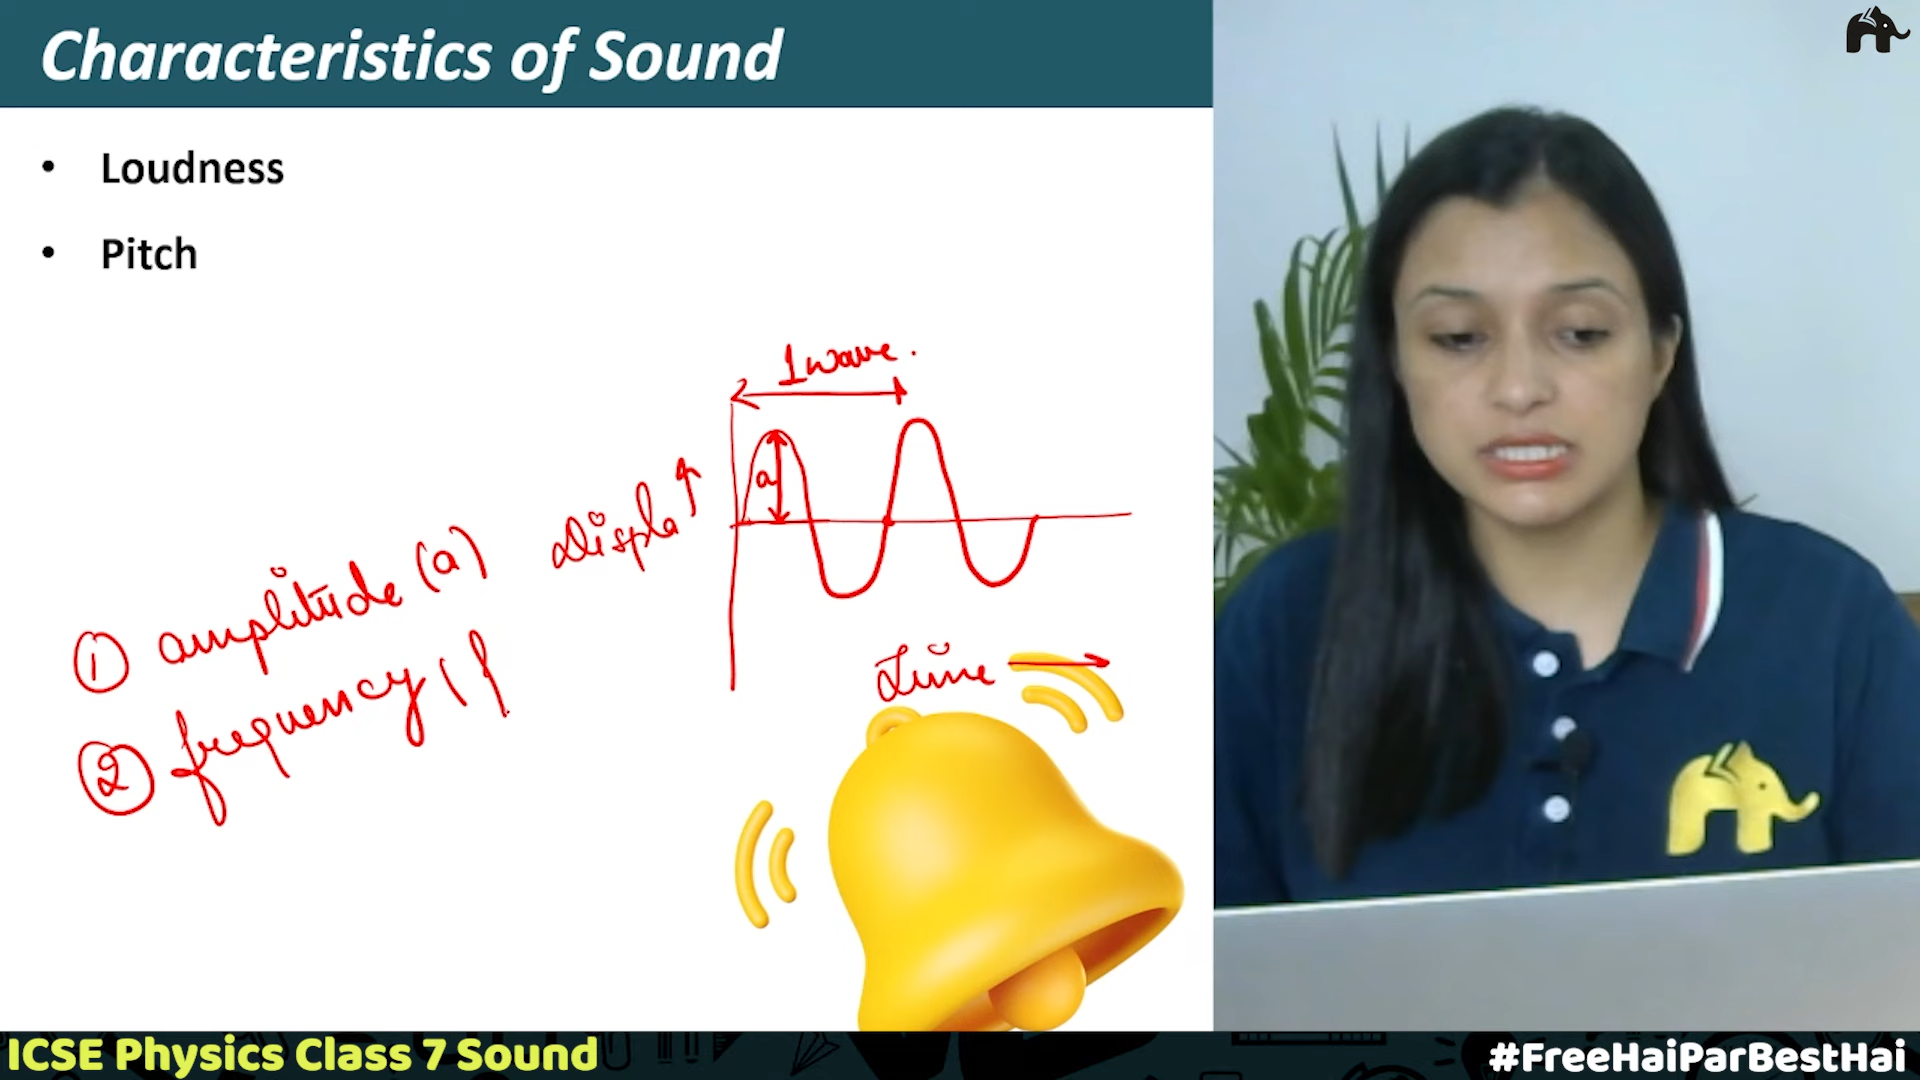 Characteristics of Sound
• Loudness
• Pitch
1 wave.
a
Displa ↑
① amplitude (a)
② frequency ( f
Time →
ICSE Physics Class 7 Sound
#FreeHaiParBestHai